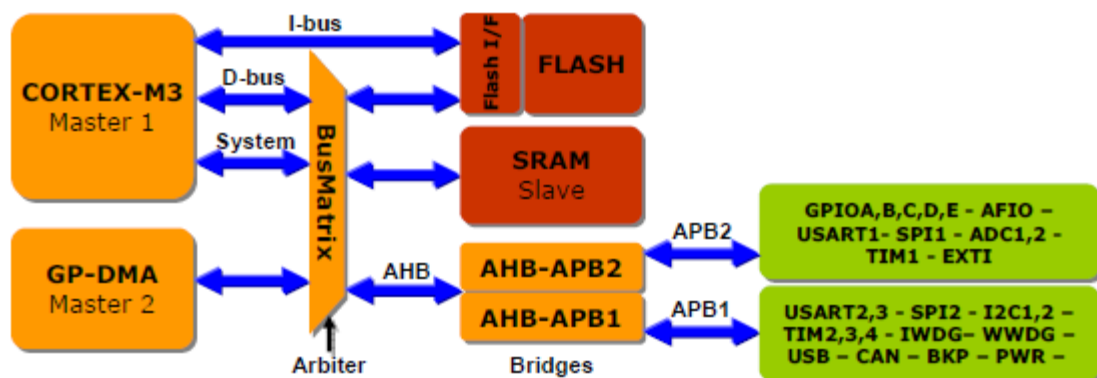 I-bus
CORTEX-M3
Master 1
D-bus
System
BusMatrix
Flash I/F
FLASH
SRAM
Slave
GP-DMA
Master 2
AHB
AHB-APB2
AHB-APB1
Arbiter
Bridges
APB2
GPIOA,B,C,D,E - AFIO –
USART1- SPI1 - ADC1,2 -
TIM1 - EXTI
APB1
USART2,3 - SPI2 - I2C1,2 –
TIM2,3,4 - IWDG– WWDG –
USB – CAN – BKP – PWR –